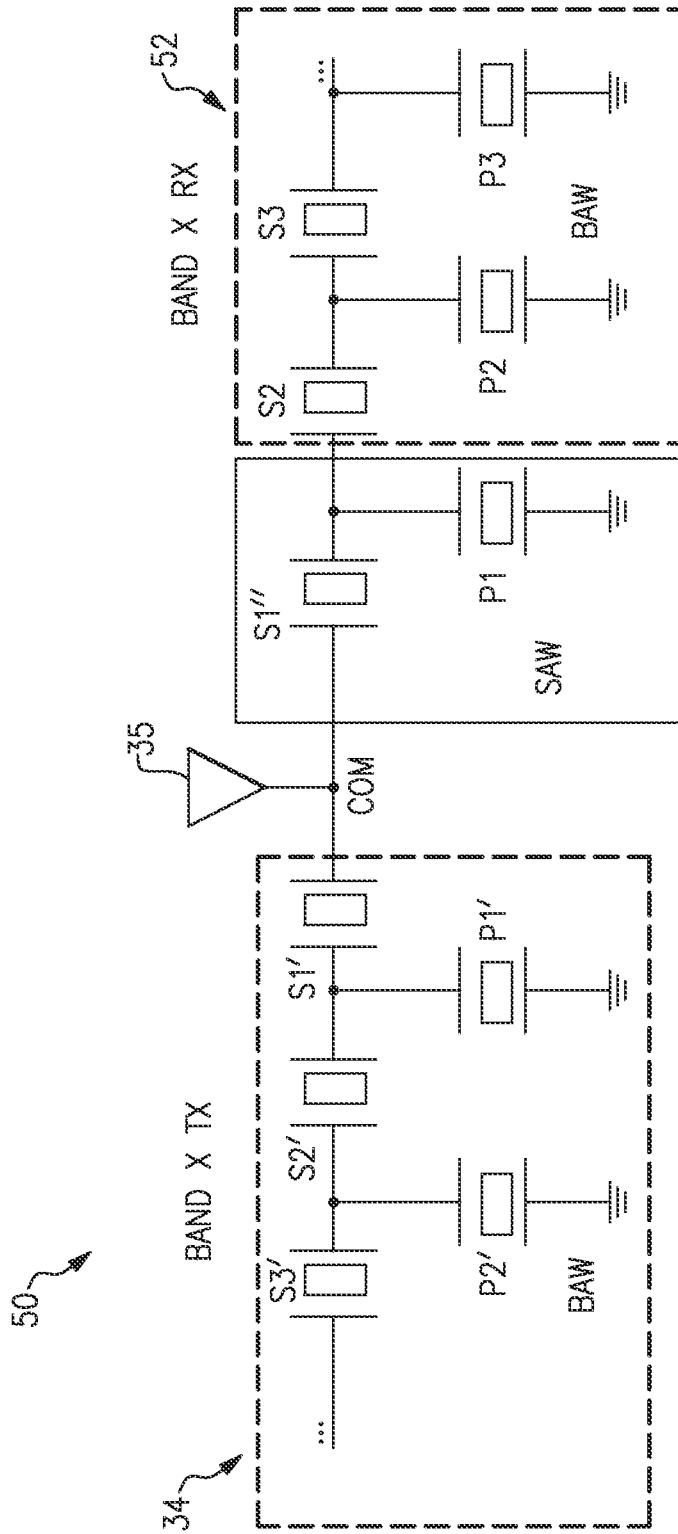 50
34
BAND X TX
S3′
S2′
S1′
P2′
P1′
BAW
...
35
COM
S1′′
P1
SAW
BAND X RX
52
S2
S3
...
P2
P3
BAW